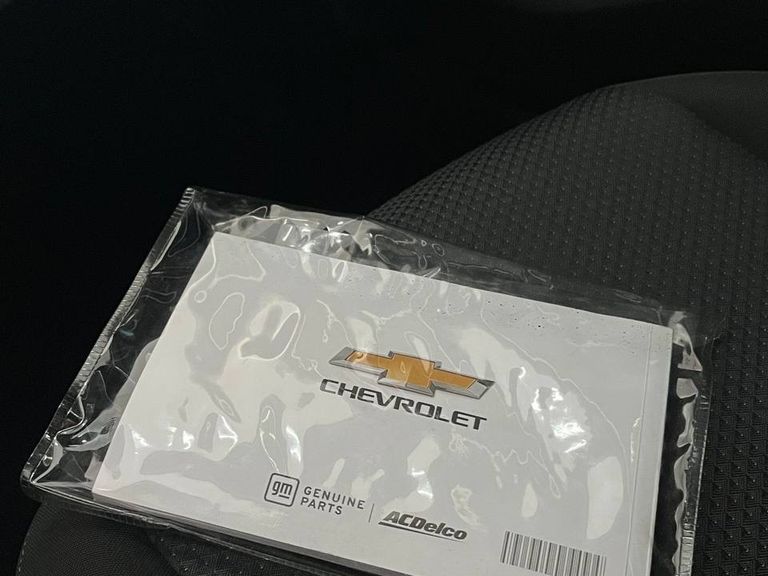 CHEVROLET
gm GENUINE
PARTS
ACDelco